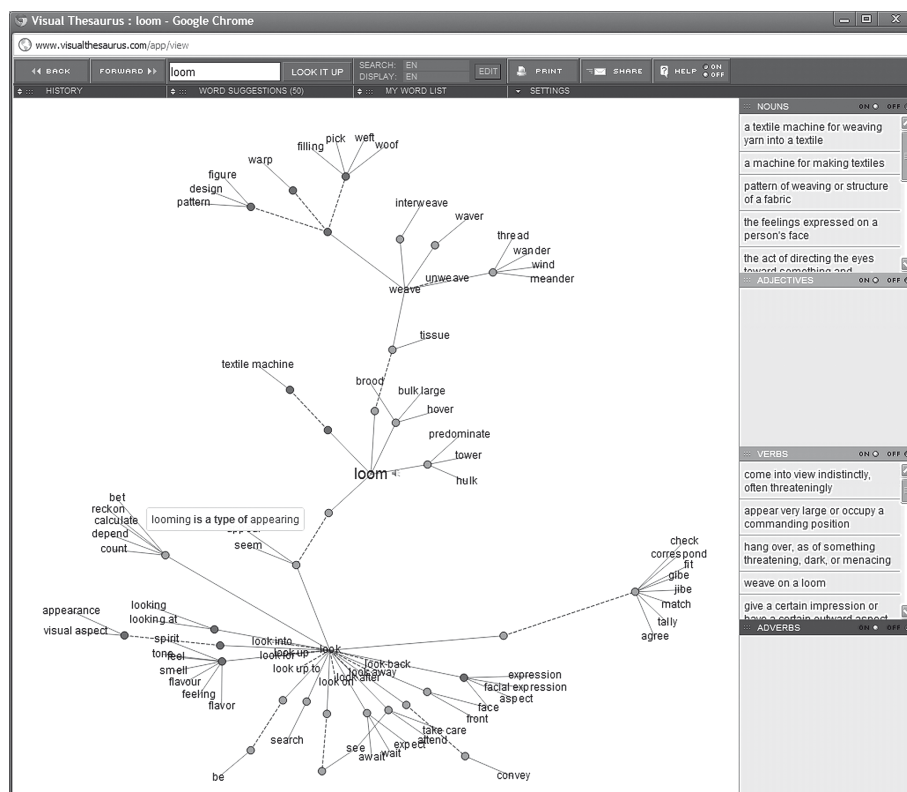 Visual Thesaurus : loom - Google Chrome
www.visualthesaurus.com/app/view
BACK FORWARD loom LOOK IT UP SEARCH: EN DISPLAY: EN EDIT PRINT SHARE HELP ON OFF
HISTORY WORD SUGGESTIONS (50) MY WORD LIST SETTINGS
pick
weft
filling
woof
warp
figure
design
pattern
interweave
waver
thread
wander
wind
meander
unweave
weave
tissue
textile machine
brood
bulk large
hover
predominate
tower
hulk
loom
bet
reckon
calculate
depend
count
looming is a type of appearing
seem
check
correspond
fit
gibe
jibe
match
tally
agree
appearance
visual aspect
looking
looking at
spirit
tone
feel
smell
flavour
feeling
flavor
look into
look up
look for
look up to
look
look on
look after
look away
look back
expression
facial expression
aspect
face
front
take care
attend
expect
wait
await
see
search
be
convey
NOUNS ON OFF
a textile machine for weaving
yarn into a textile
a machine for making textiles
pattern of weaving or structure
of a fabric
the feelings expressed on a
person's face
the act of directing the eyes
toward something and
ADJECTIVES ON OFF
VERBS ON OFF
come into view indistinctly,
often threateningly
appear very large or occupy a
commanding position
hang over, as of something
threatening, dark, or menacing
weave on a loom
give a certain impression or
have a certain outward aspect
ADVERBS ON OFF